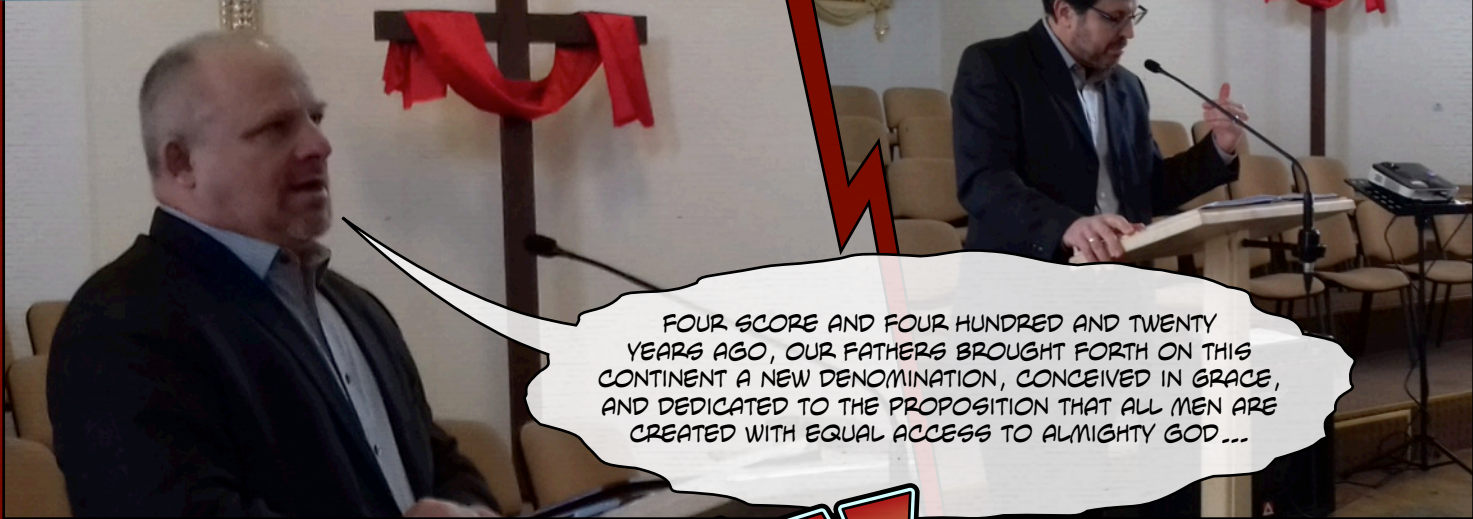 FOUR SCORE AND FOUR HUNDRED AND TWENTY
YEARS AGO, OUR FATHERS BROUGHT FORTH ON THIS
CONTINENT A NEW DENOMINATION, CONCEIVED IN GRACE,
AND DEDICATED TO THE PROPOSITION THAT ALL MEN ARE
CREATED WITH EQUAL ACCESS TO ALMIGHTY GOD...